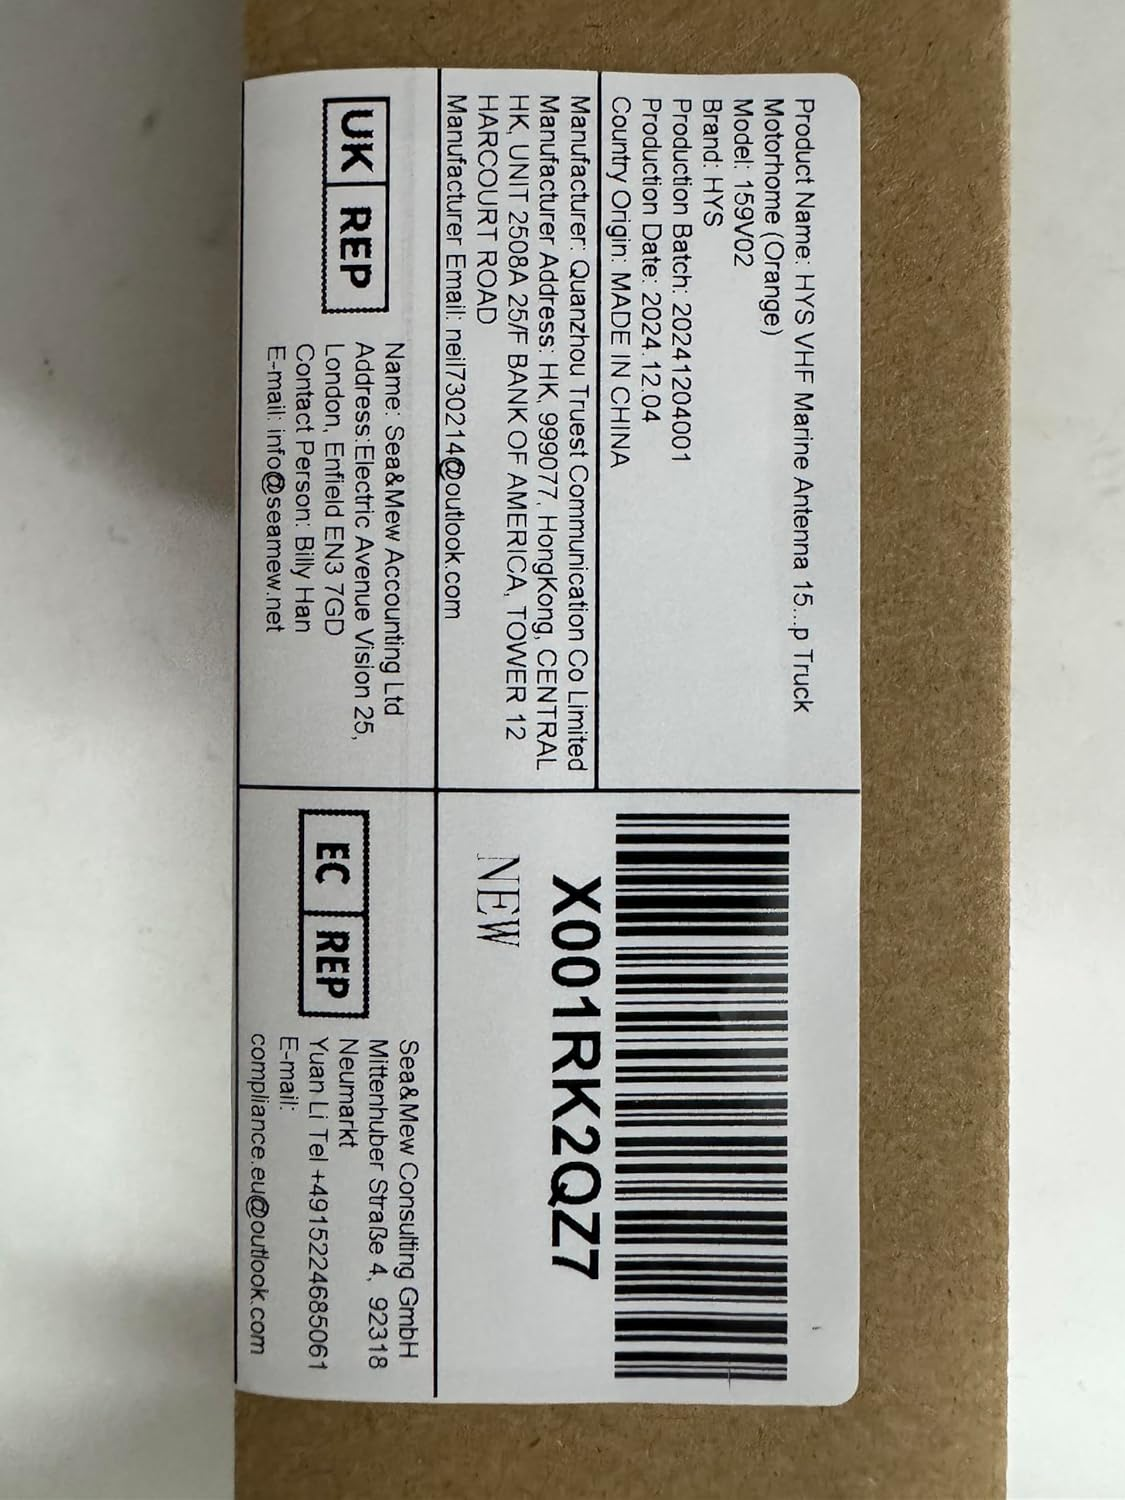 Product Name: HYS VHF Marine Antenna 15...p Truck
Motorhome (Orange)
Model: 159V02
Brand: HYS
Production Batch: 20241204001
Production Date: 2024.12.04
Country Origin: MADE IN CHINA
Manufacturer: Quanzhou Truest Communication Co Limited
Manufacturer Address: HK, 999077, HongKong, CENTRAL
HK, UNIT 2508A 25/F BANK OF AMERICA, TOWER 12
HARCOURT ROAD
Manufacturer Email: neil730214@outlook.com
X001RK2QZ7
NEW
UK REP
Name: Sea&Mew Accounting Ltd
Address:Electric Avenue Vision 25,
London, Enfield EN3 7GD
Contact Person: Billy Han
E-mail: info@seamew.net
EC REP
Sea&Mew Consulting GmbH
Mittenhuber Straße 4, 92318
Neumarkt
Yuan Li Tel +4915224685061
E-mail:
compliance.eu@outlook.com